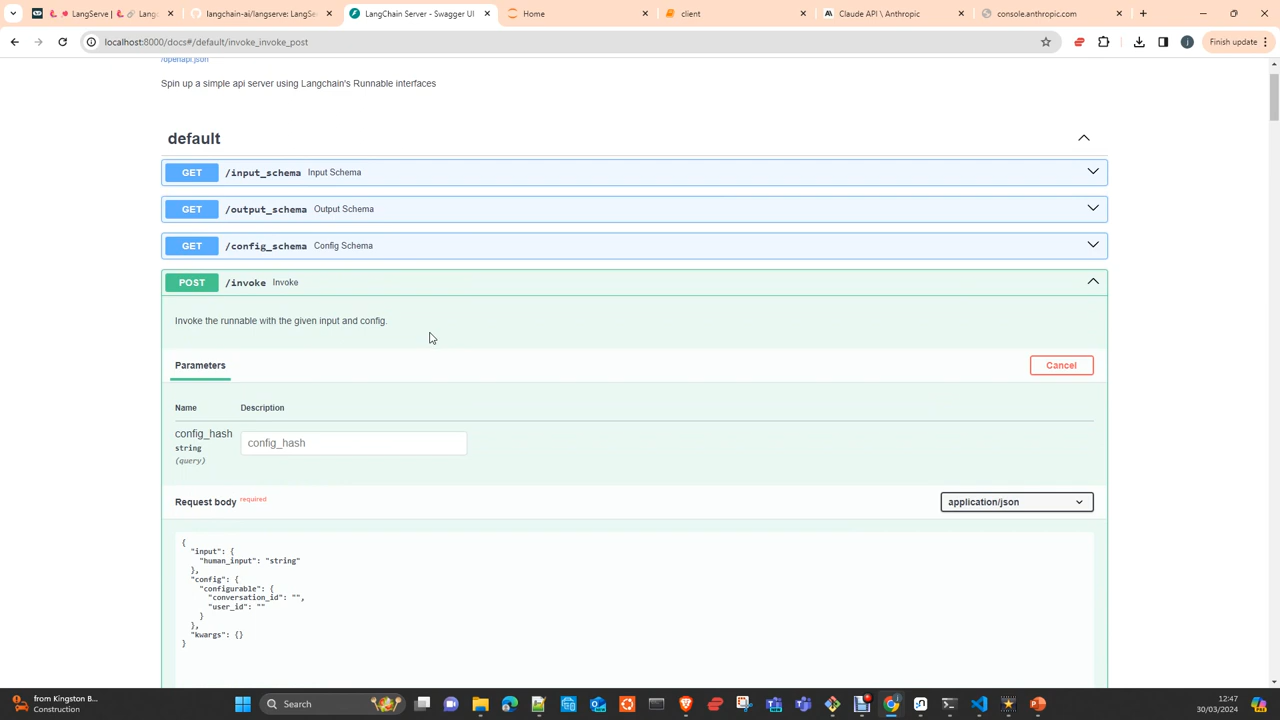 LangServe | 🔗 Langu
langchain-ai/langserve: LangSe
LangChain Server - Swagger UI
Home
client
Claude API \ Anthropic
console.anthropic.com
localhost:8000/docs#/default/invoke_invoke_post
Finish update
/openapi.json
Spin up a simple api server using Langchain's Runnable interfaces
default
GET /input_schema Input Schema
GET /output_schema Output Schema
GET /config_schema Config Schema
POST /invoke Invoke
Invoke the runnable with the given input and config.
Parameters
Cancel
Name Description
config_hash
string
(query)
config_hash
Request body required
application/json
{
"input": {
"human_input": "string"
},
"config": {
"configurable": {
"conversation_id": "",
"user_id": ""
}
},
"kwargs": {}
}
from Kingston B...
Construction
Search
12:47
30/03/2024